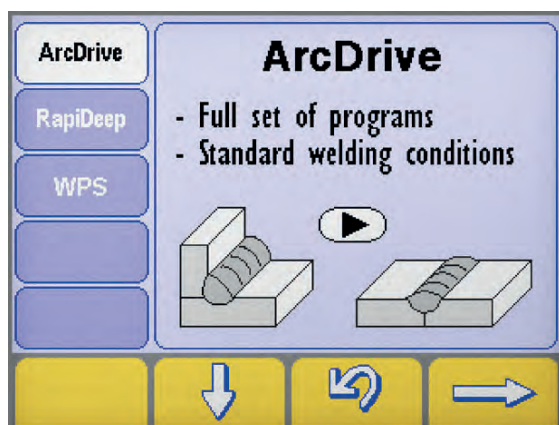 ArcDrive
RapiDeep
WPS
ArcDrive
- Full set of programs
- Standard welding conditions